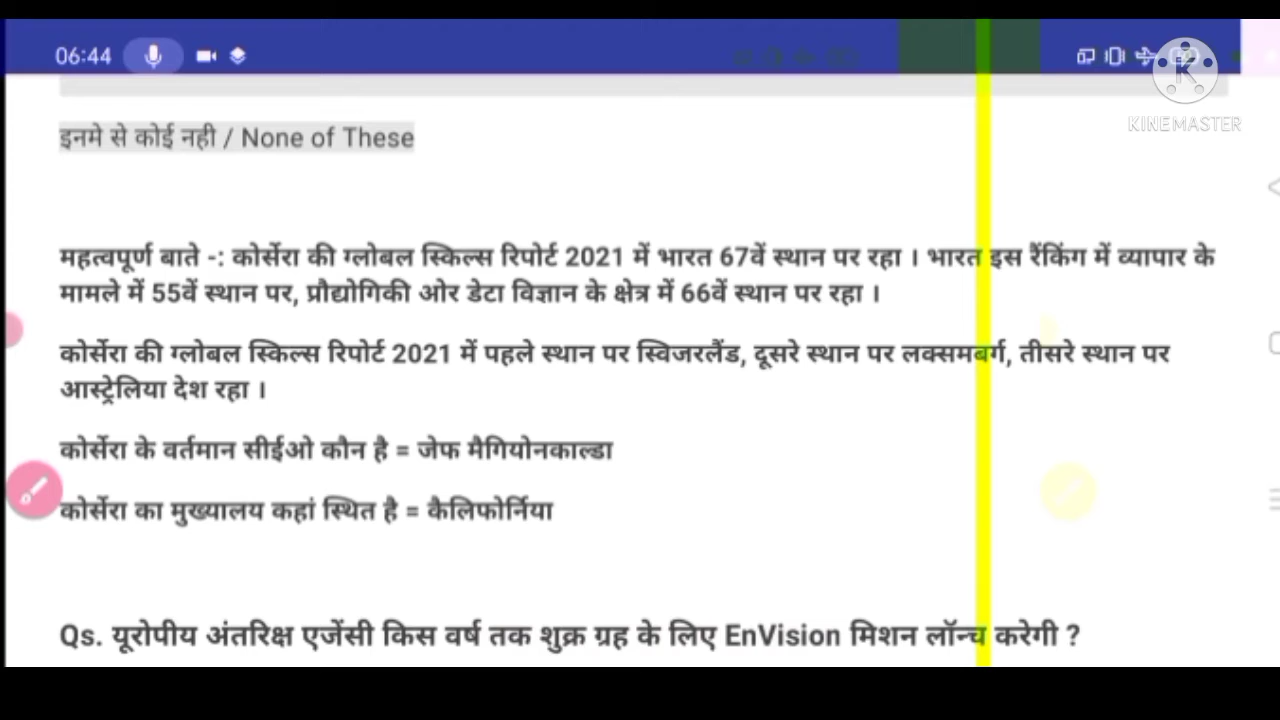 06:44
KINEMASTER
इनमे से कोई नही / None of These
महत्वपूर्ण बाते -: कोर्सेरा की ग्लोबल स्किल्स रिपोर्ट 2021 में भारत 67वें स्थान पर रहा । भारत इस रैंकिंग में व्यापार के
मामले में 55वें स्थान पर, प्रौद्योगिकी ओर डेटा विज्ञान के क्षेत्र में 66वें स्थान पर रहा ।
कोर्सेरा की ग्लोबल स्किल्स रिपोर्ट 2021 में पहले स्थान पर स्विजरलैंड, दूसरे स्थान पर लक्समबर्ग, तीसरे स्थान पर
आस्ट्रेलिया देश रहा ।
कोर्सेरा के वर्तमान सीईओ कौन है = जेफ मैगियोनकाल्डा
कोर्सेरा का मुख्यालय कहां स्थित है = कैलिफोर्निया
Qs. यूरोपीय अंतरिक्ष एजेंसी किस वर्ष तक शुक्र ग्रह के लिए EnVision मिशन लॉन्च करेगी ?